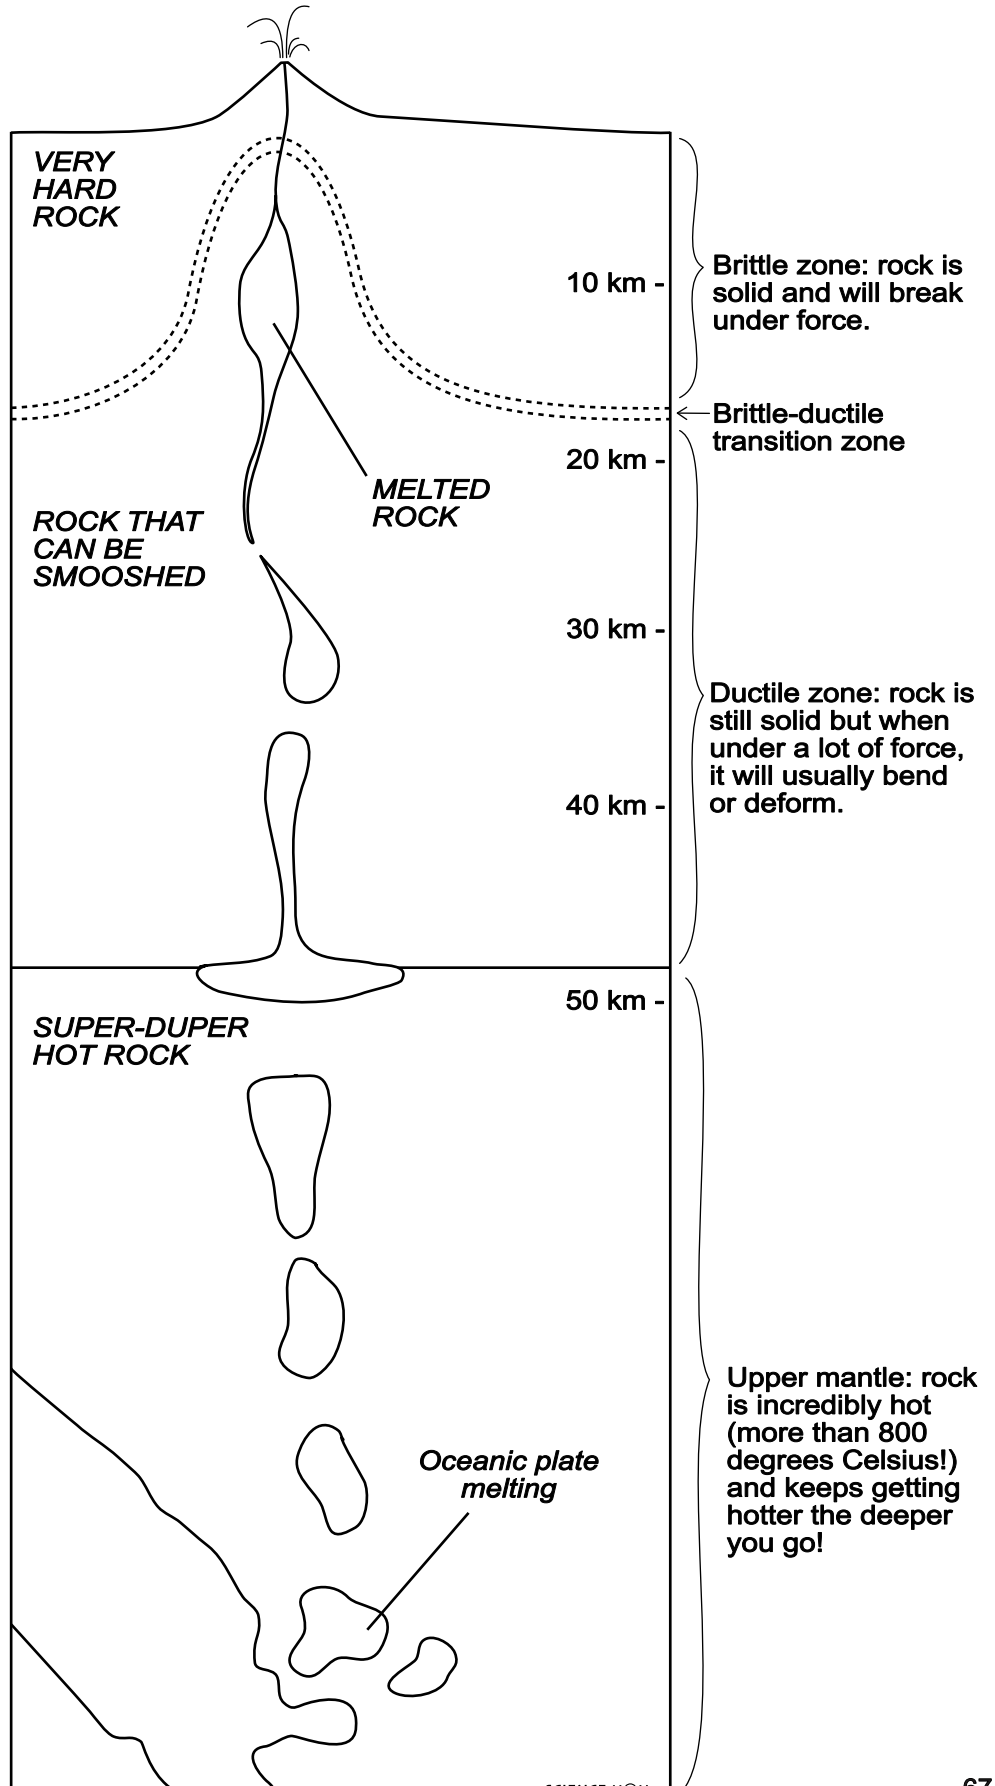 VERY
HARD
ROCK
10 km -
Brittle zone: rock is
solid and will break
under force.
Brittle-ductile
transition zone
20 km -
MELTED
ROCK
ROCK THAT
CAN BE
SMOOSHED
30 km -
Ductile zone: rock is
still solid but when
under a lot of force,
it will usually bend
or deform.
40 km -
50 km -
SUPER-DUPER
HOT ROCK
Upper mantle: rock
is incredibly hot
(more than 800
degrees Celsius!)
and keeps getting
hotter the deeper
you go!
Oceanic plate
melting
67